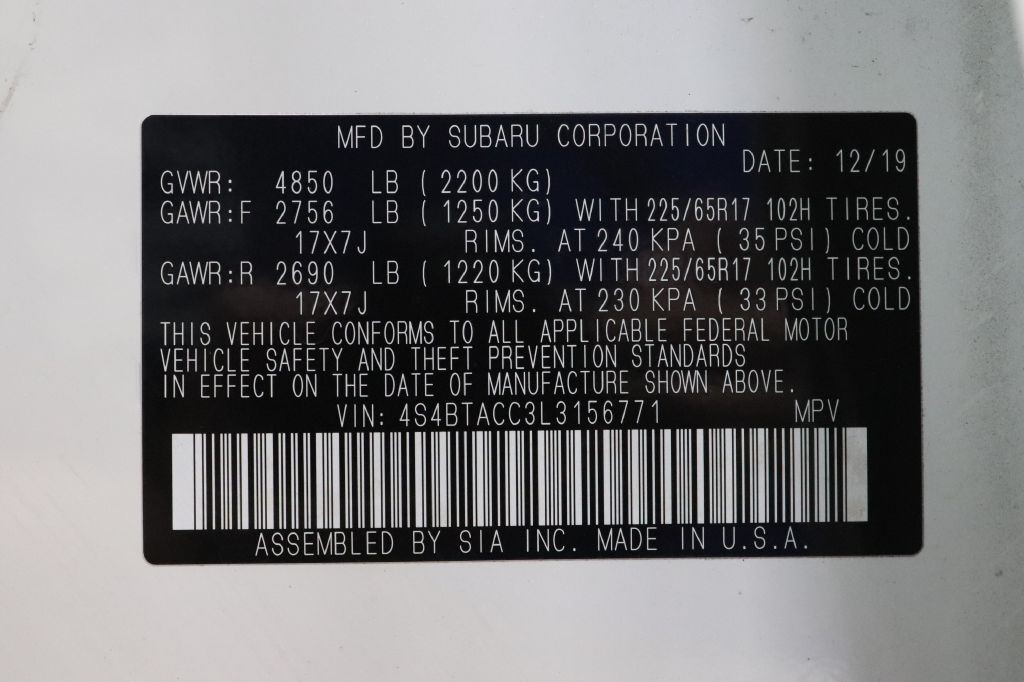 MFD BY SUBARU CORPORATION
DATE: 12/19
GVWR: 4850 LB ( 2200 KG)
GAWR:F 2756 LB ( 1250 KG) WITH 225/65R17 102H TIRES.
17X7J RIMS. AT 240 KPA ( 35 PSI) COLD
GAWR:R 2690 LB ( 1220 KG) WITH 225/65R17 102H TIRES.
17X7J RIMS. AT 230 KPA ( 33 PSI) COLD
THIS VEHICLE CONFORMS TO ALL APPLICABLE FEDERAL MOTOR
VEHICLE SAFETY AND THEFT PREVENTION STANDARDS
IN EFFECT ON THE DATE OF MANUFACTURE SHOWN ABOVE.
VIN: 4S4BTACC3L3156771 MPV
ASSEMBLED BY SIA INC. MADE IN U.S.A.